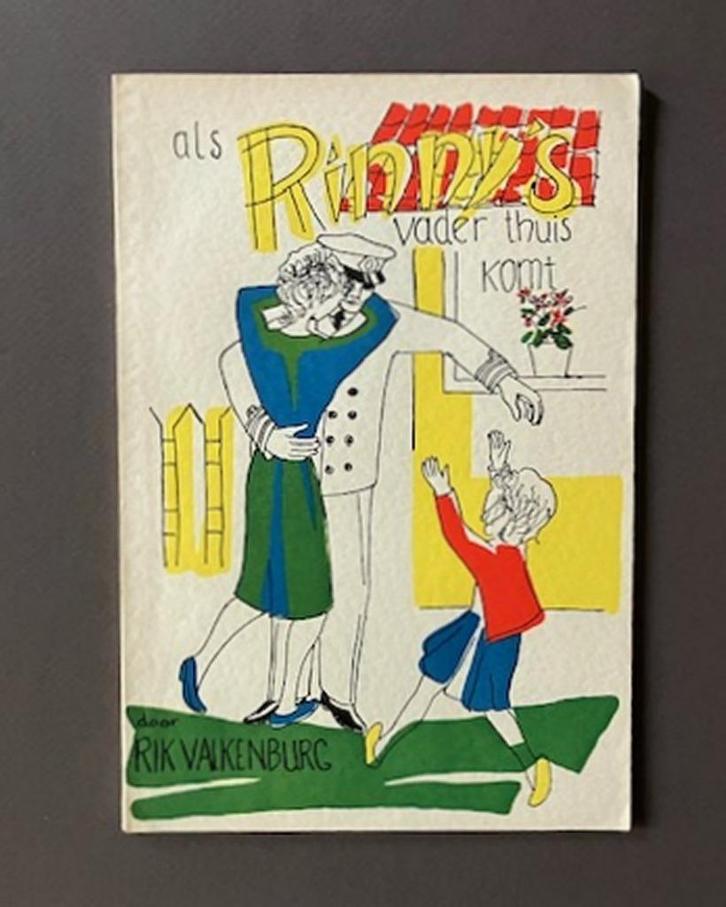 als Rinny's
vader thuis
komt
door
RIK VALKENBURG